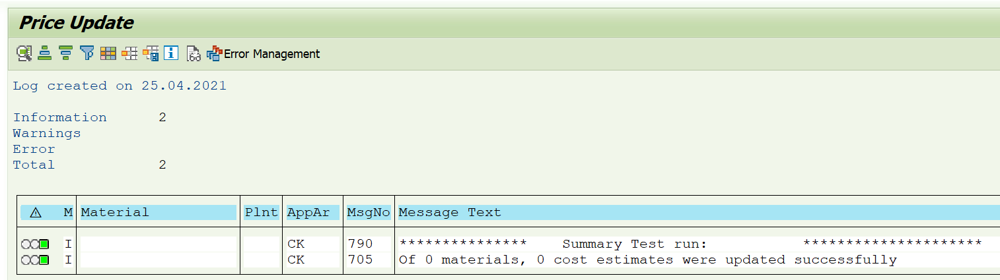 Price Update
Error Management
Log created on 25.04.2021
Information 2
Warnings
Error
Total 2
M Material Plnt AppAr MsgNo Message Text
I CK 790 *************** Summary Test run: *********************
I CK 705 Of 0 materials, 0 cost estimates were updated successfully